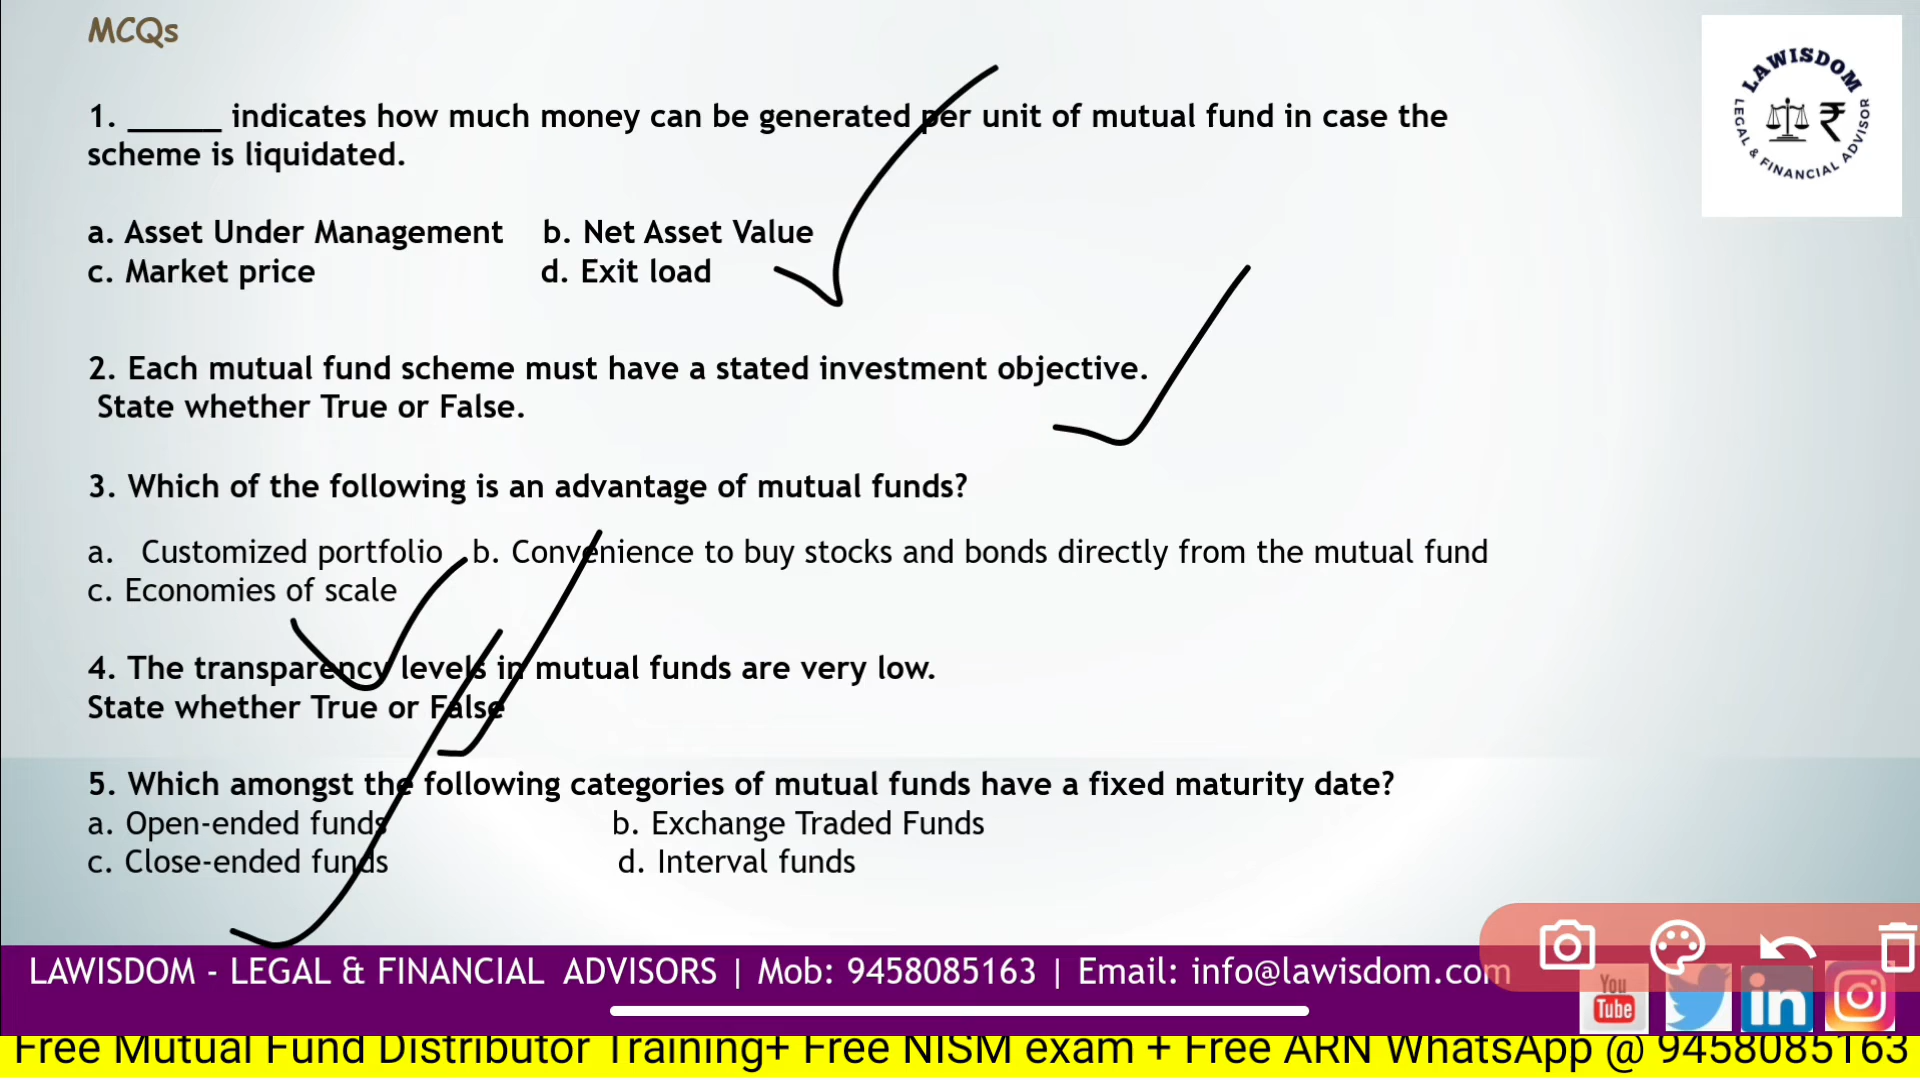 MCQs
1. _____ indicates how much money can be generated per unit of mutual fund in case the
scheme is liquidated.
a. Asset Under Management b. Net Asset Value
c. Market price d. Exit load
2. Each mutual fund scheme must have a stated investment objective.
State whether True or False.
3. Which of the following is an advantage of mutual funds?
a. Customized portfolio b. Convenience to buy stocks and bonds directly from the mutual fund
c. Economies of scale
4. The transparency levels in mutual funds are very low.
State whether True or False
5. Which amongst the following categories of mutual funds have a fixed maturity date?
a. Open-ended funds b. Exchange Traded Funds
c. Close-ended funds d. Interval funds
LAWISDOM
LEGAL & FINANCIAL ADVISOR
LAWISDOM - LEGAL & FINANCIAL ADVISORS | Mob: 9458085163 | Email: info@lawisdom.com
You
Tube
in
Free Mutual Fund Distributor Training+ Free NISM exam + Free ARN WhatsApp @ 9458085163